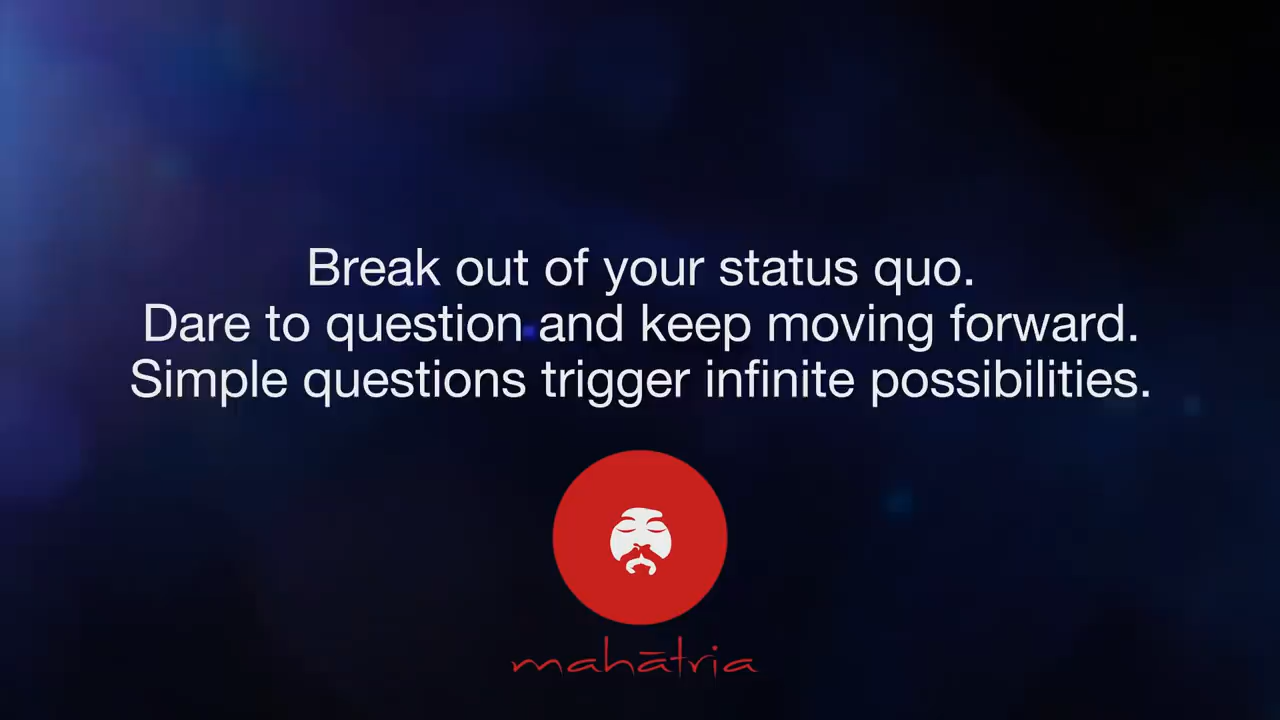 Break out of your status quo.
Dare to question and keep moving forward.
Simple questions trigger infinite possibilities.
mahātria